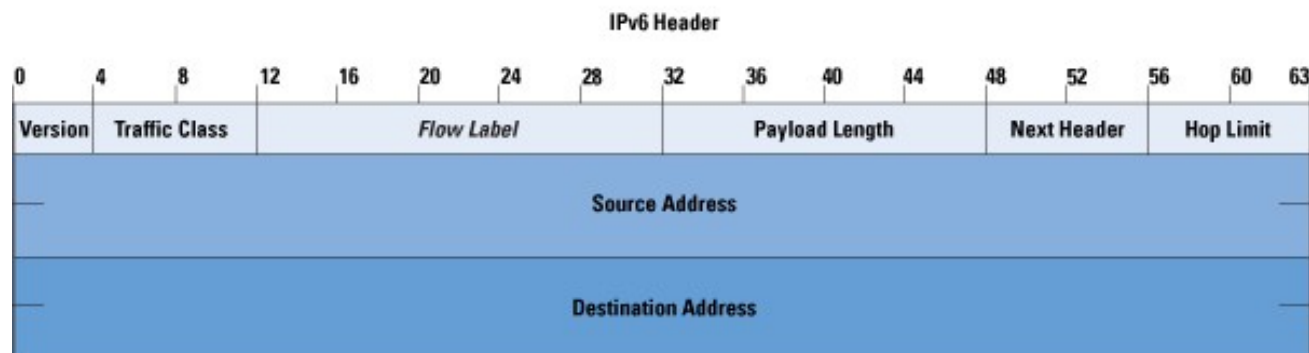 IPv6 Header
0 4 8 12 16 20 24 28 32 36 40 44 48 52 56 60 63
Version Traffic Class Flow Label Payload Length Next Header Hop Limit
Source Address
Destination Address